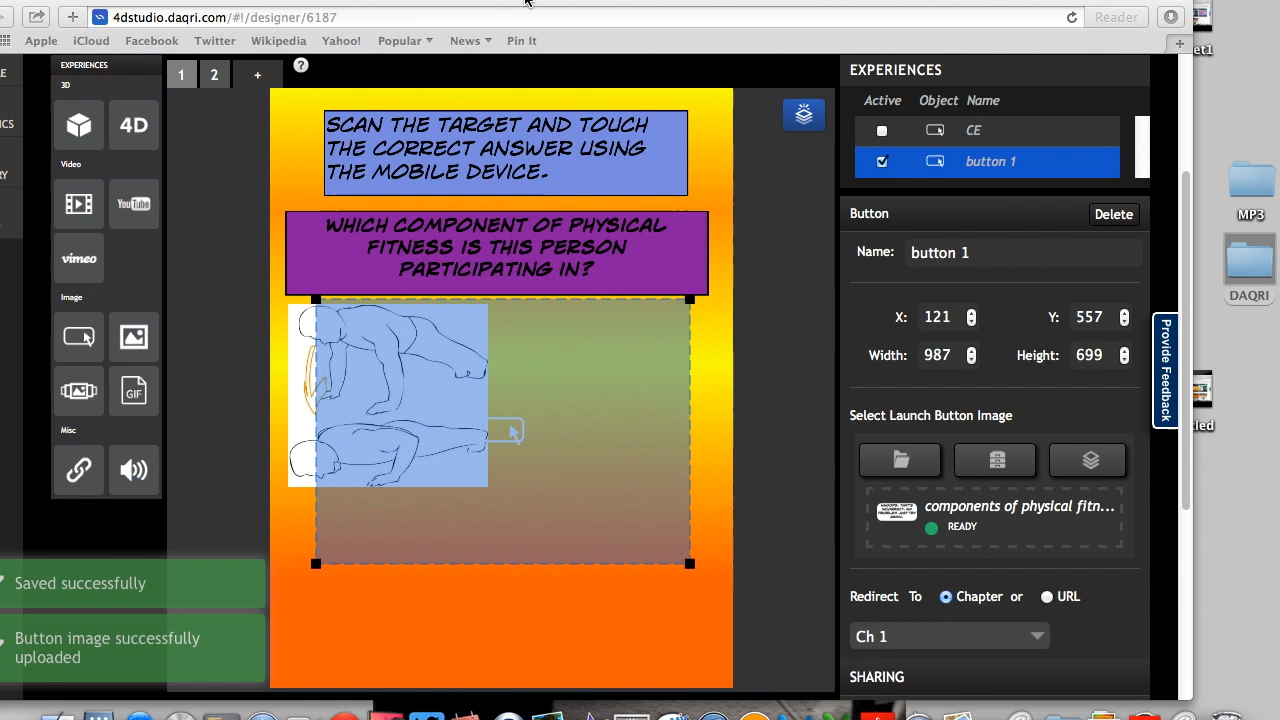 4dstudio.daqri.com/#!/designer/6187
Reader
Apple iCloud Facebook Twitter Wikipedia Yahoo! Popular News Pin It
EXPERIENCES
3D
4D
Video
YouTube
vimeo
Image
GIF
Misc
1 2 + ?
SCAN THE TARGET AND TOUCH
THE CORRECT ANSWER USING
THE MOBILE DEVICE.
WHICH COMPONENT OF PHYSICAL
FITNESS IS THIS PERSON
PARTICIPATING IN?
Saved successfully
Button image successfully
uploaded
EXPERIENCES
Active Object Name
CE
button 1
Button
Delete
Name: button 1
X: 121 Y: 557
Width: 987 Height: 699
Select Launch Button Image
components of physical fitn...
READY
Redirect To Chapter or URL
Ch 1
SHARING
Provide Feedback
MP3
DAQRI